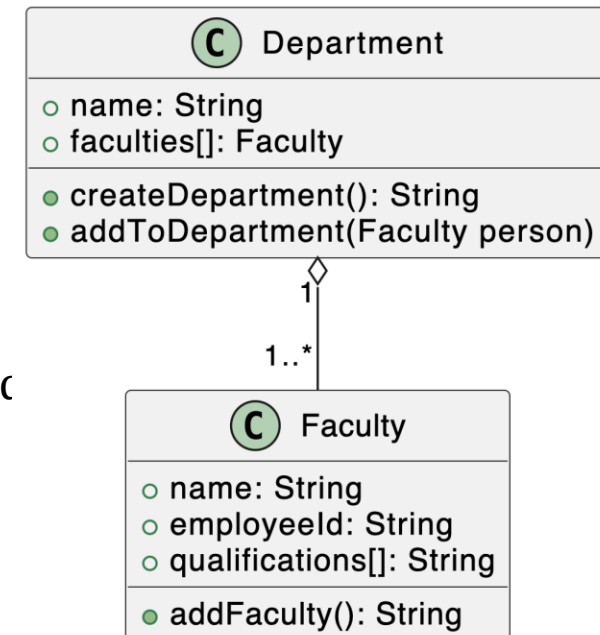 C Department
name: String
faculties[]: Faculty
createDepartment(): String
addToDepartment(Faculty person)
1
1..*
C Faculty
name: String
employeeId: String
qualifications[]: String
addFaculty(): String